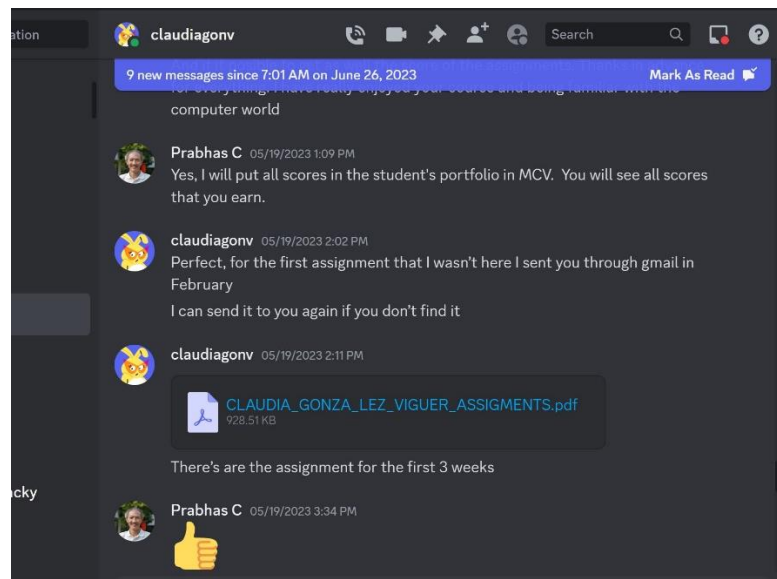 ation
claudiagonv
Search
9 new messages since 7:01 AM on June 26, 2023
Mark As Read
for everything. I have really enjoyed your course and being familiar with the
computer world
Prabhas C 05/19/2023 1:09 PM
Yes, I will put all scores in the student's portfolio in MCV. You will see all scores
that you earn.
claudiagonv 05/19/2023 2:02 PM
Perfect, for the first assignment that I wasn't here I sent you through gmail in
February
I can send it to you again if you don't find it
claudiagonv 05/19/2023 2:11 PM
CLAUDIA_GONZA_LEZ_VIGUER_ASSIGMENTS.pdf
928.51 KB
There's are the assignment for the first 3 weeks
acky
Prabhas C 05/19/2023 3:34 PM